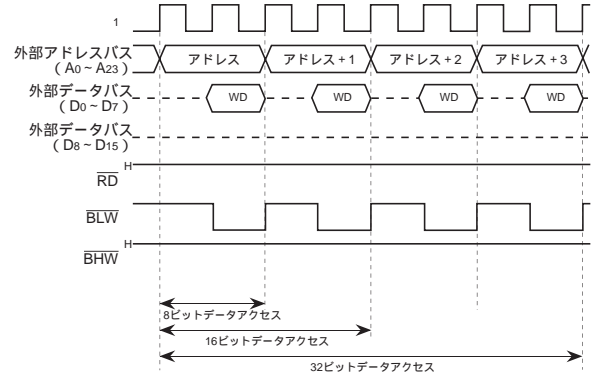 1
外部アドレスバス
（A0 ~ A23）
アドレス
アドレス + 1
アドレス + 2
アドレス + 3
外部データバス
（D0 ~ D7）
WD
WD
WD
WD
外部データバス
（D8 ~ D15）
H
RD
BLW
H
BHW
8ビットデータアクセス
16ビットデータアクセス
32ビットデータアクセス